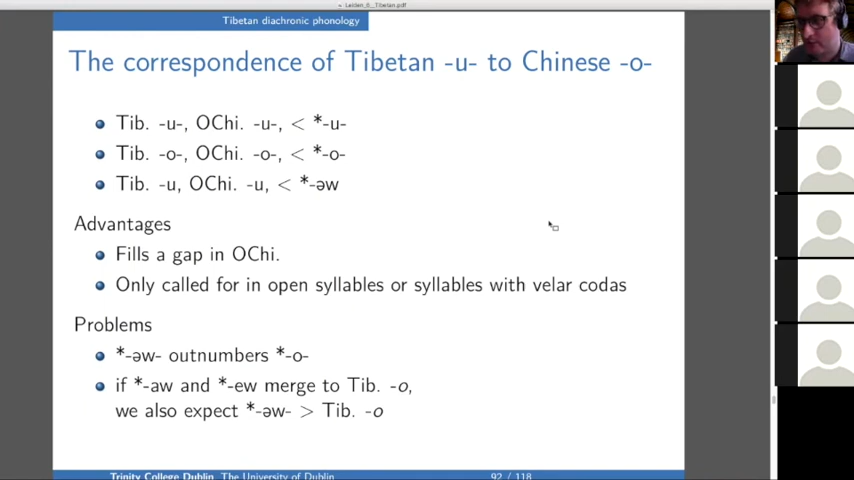 Leiden_6__Tibetan.pdf
Tibetan diachronic phonology
The correspondence of Tibetan -u- to Chinese -o-
Tib. -u-, OChi. -u-, < *-u-
Tib. -o-, OChi. -o-, < *-o-
Tib. -u, OChi. -u, < *-əw
Advantages
Fills a gap in OChi.
Only called for in open syllables or syllables with velar codas
Problems
*-əw- outnumbers *-o-
if *-aw and *-ew merge to Tib. -o,
we also expect *-əw- > Tib. -o
Trinity College Dublin, The University of Dublin
92 / 118